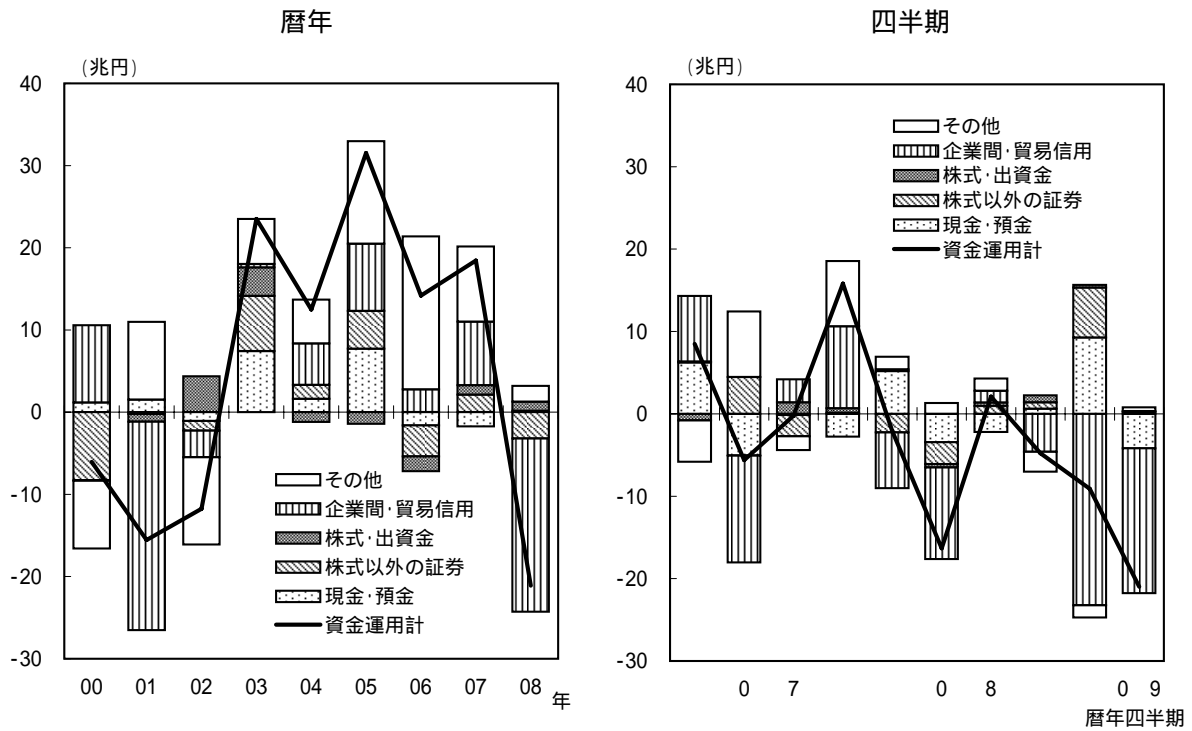 暦年
(兆円)
40
30
20
10
0
-10
-20
-30
その他
企業間･貿易信用
株式･出資金
株式以外の証券
現金･預金
資金運用計
00 01 02 03 04 05 06 07 08 年
四半期
(兆円)
40
30
20
10
0
-10
-20
-30
その他
企業間･貿易信用
株式･出資金
株式以外の証券
現金･預金
資金運用計
0 7 0 8 0 9
暦年四半期